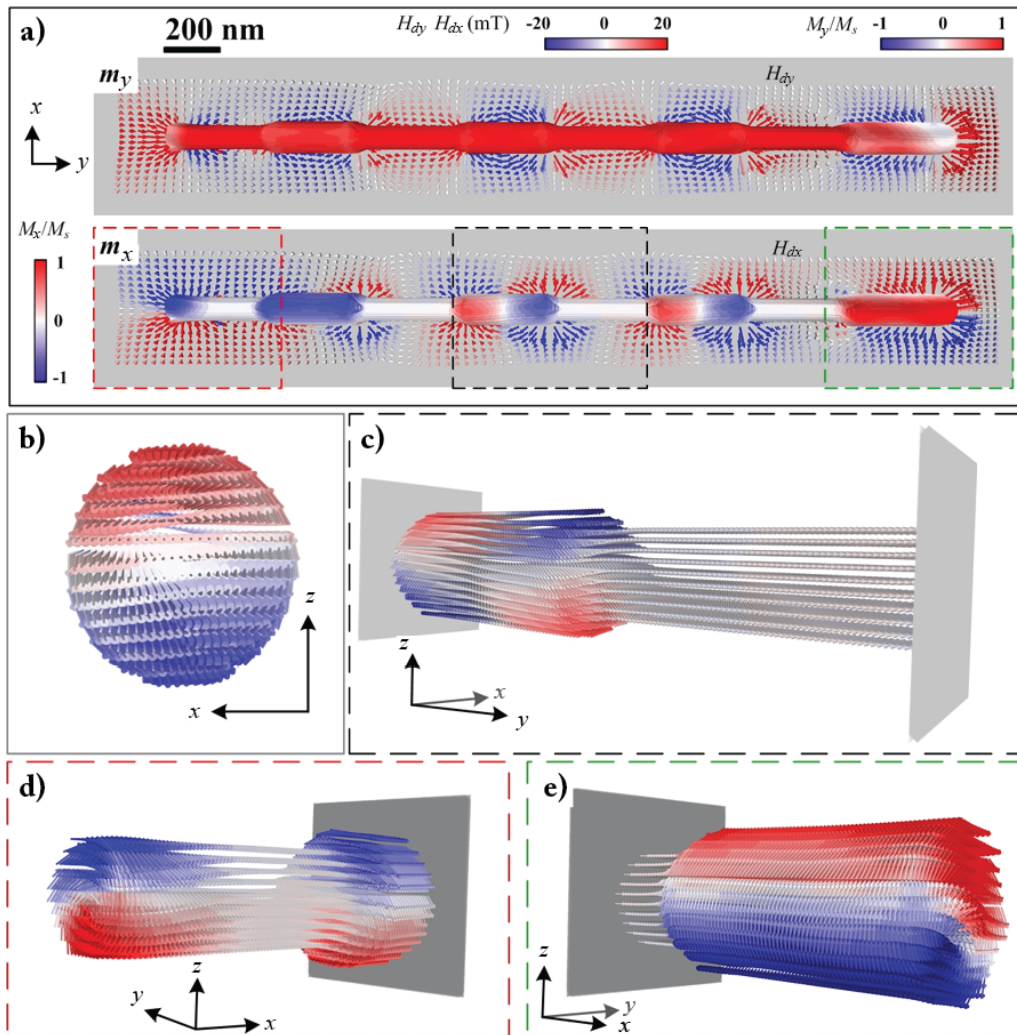 a)
200 nm
H_dy H_dx (mT)
-20 0 20
M_y/M_s
-1 0 1
m_y
H_dy
x
y
M_x/M_s
1
0
-1
m_x
H_dx
b)
z
x
c)
z
x
y
d)
z
y
x
e)
z
y
x